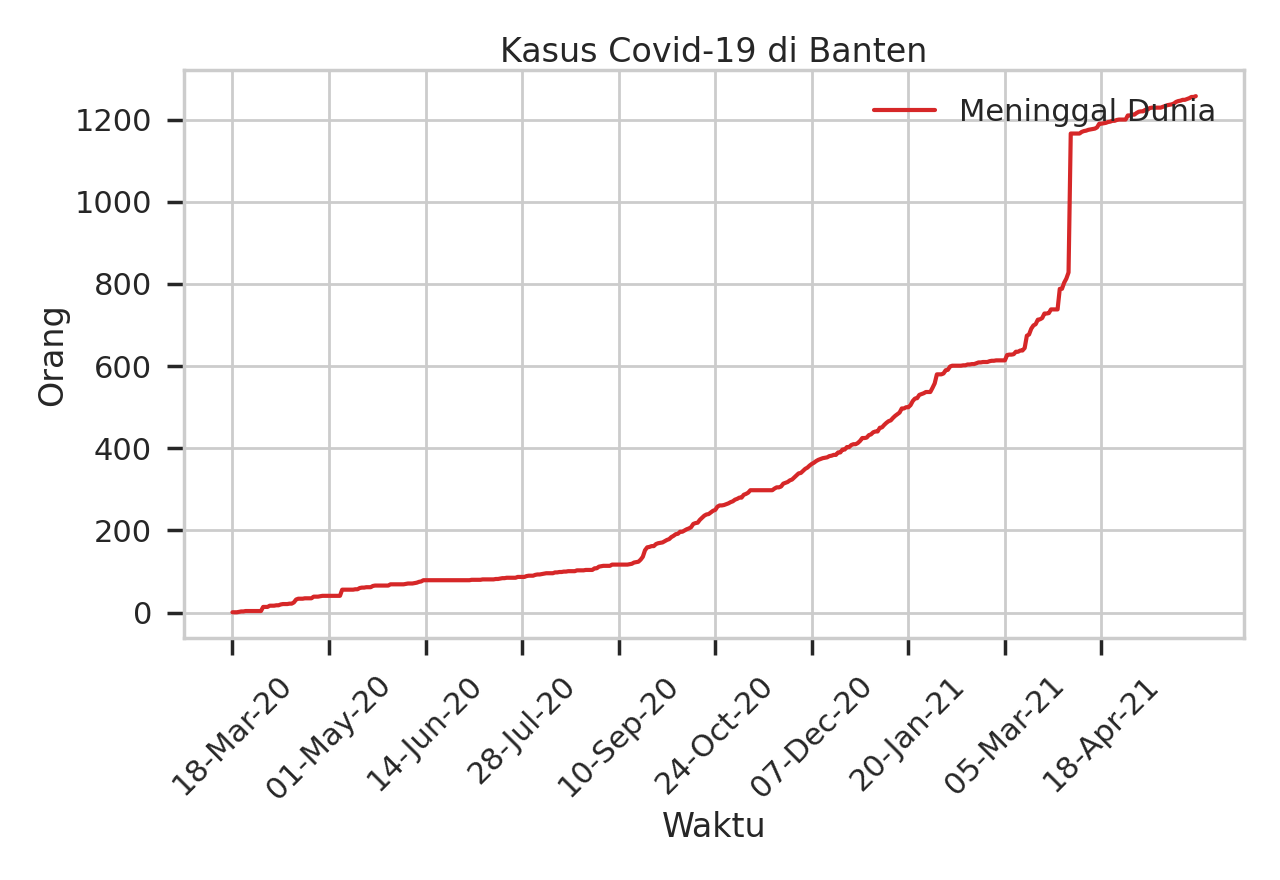 Kasus Covid-19 di Banten
Meninggal Dunia
1200
1000
800
600
400
200
0
Orang
18-Mar-20
01-May-20
14-Jun-20
28-Jul-20
10-Sep-20
24-Oct-20
07-Dec-20
20-Jan-21
05-Mar-21
18-Apr-21
Waktu